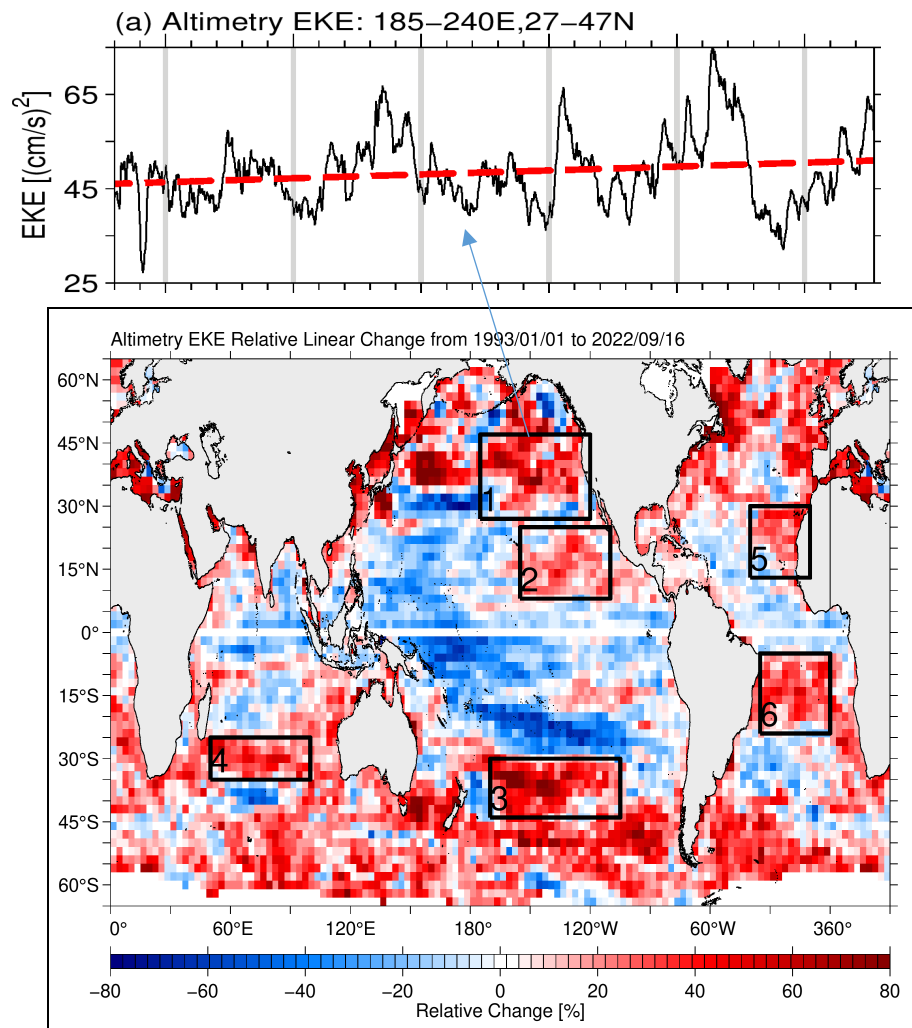 (a) Altimetry EKE: 185−240E,27−47N
EKE [(cm/s)²]
65
45
25
Altimetry EKE Relative Linear Change from 1993/01/01 to 2022/09/16
60°N
45°N
30°N
15°N
0°
15°S
30°S
45°S
60°S
1
2
5
6
4
3
0° 60°E 120°E 180° 120°W 60°W 360°
−80 −60 −40 −20 0 20 40 60 80
Relative Change [%]